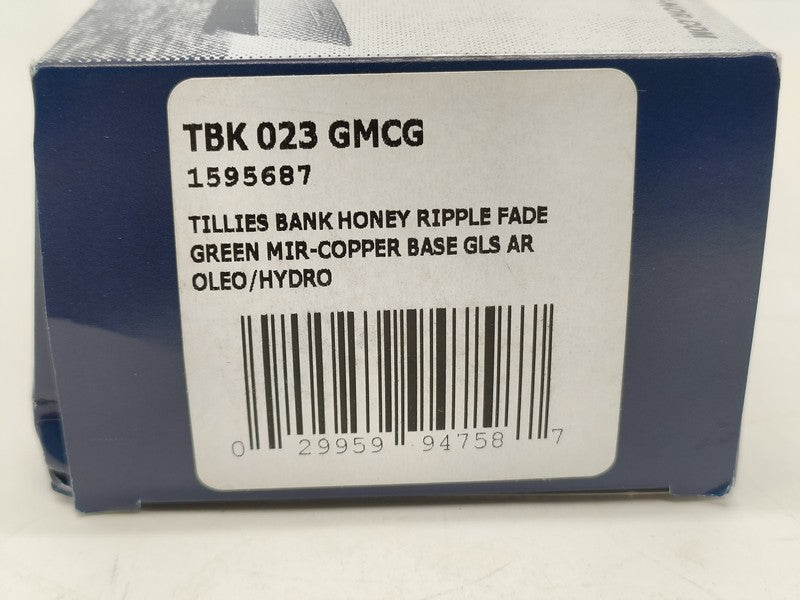 TBK 023 GMCG
1595687
TILLIES BANK HONEY RIPPLE FADE
GREEN MIR-COPPER BASE GLS AR
OLEO/HYDRO
0 29959 94758 7